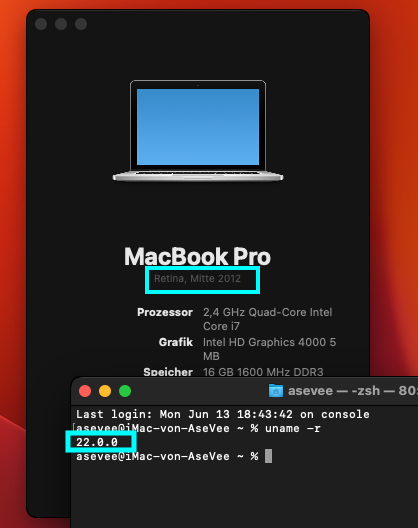 MacBook Pro
Retina, Mitte 2012
Prozessor 2,4 GHz Quad-Core Intel
Core i7
Grafik Intel HD Graphics 4000 5
MB
Speicher 16 GB 1600 MHz DDR3
asevee — -zsh — 80
Last login: Mon Jun 13 18:43:42 on console
[asevee@iMac-von-AseVee ~ % uname -r
22.0.0
asevee@iMac-von-AseVee ~ %